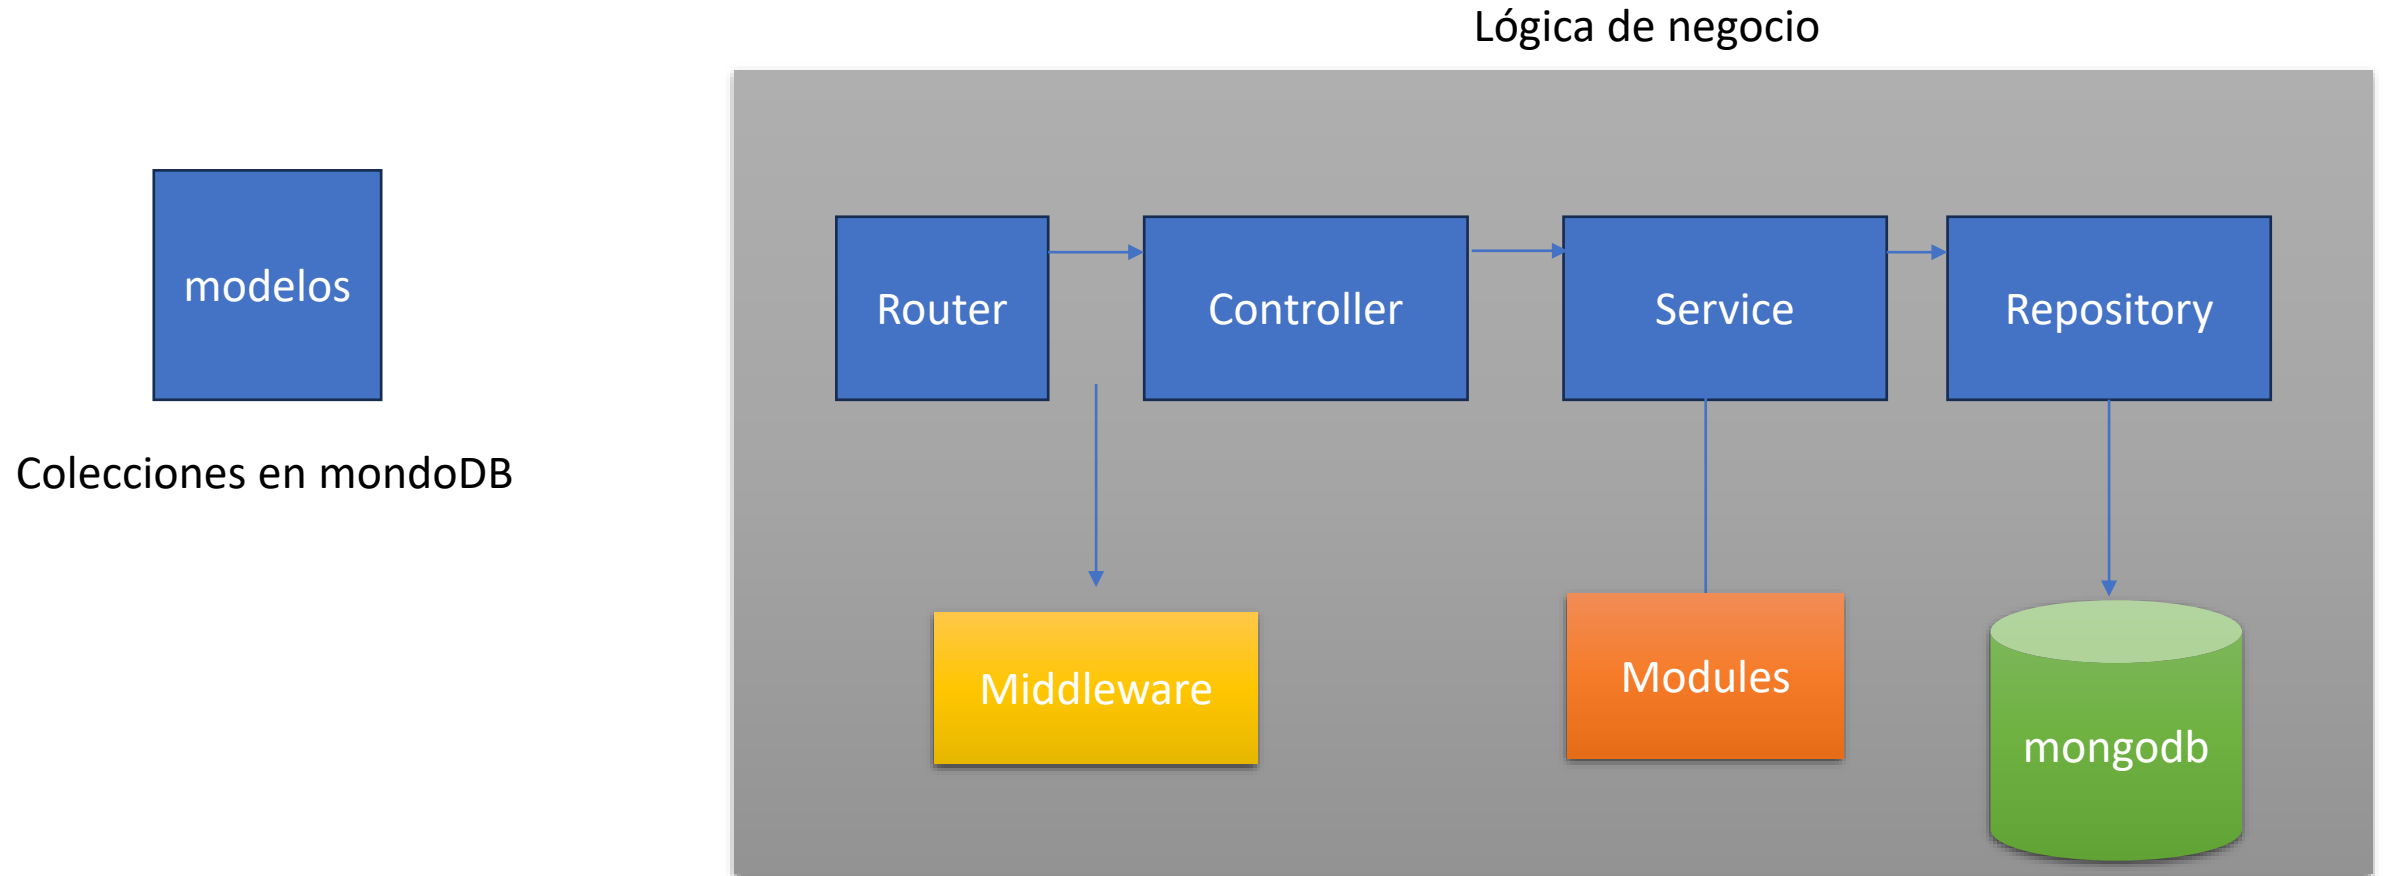 Lógica de negocio
modelos
Colecciones en mondoDB
Router
Controller
Service
Repository
Middleware
Modules
mongodb